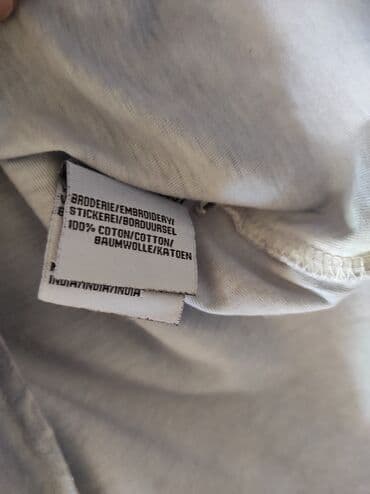 BRODERIE/EMBROIDERY/
STICKEREI/BORDUURSEL
100% COTON/COTTON/
BAUMWOLLE/KATOEN
INDIA/INDIA/INDIA